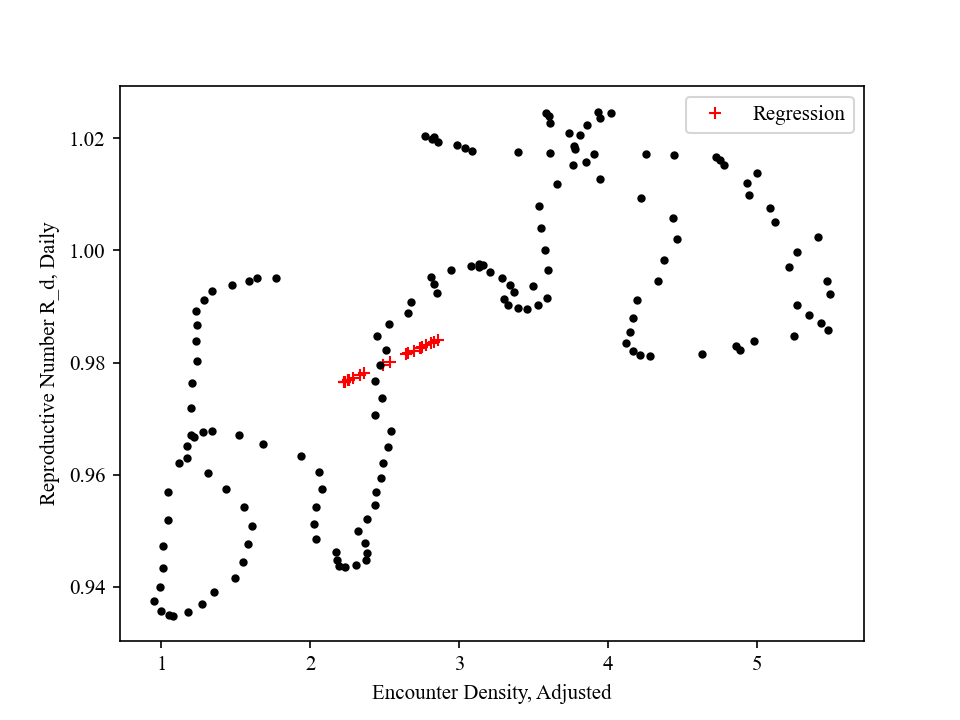 Regression
1.02
1.00
0.98
0.96
0.94
Reproductive Number R_d, Daily
1 2 3 4 5
Encounter Density, Adjusted